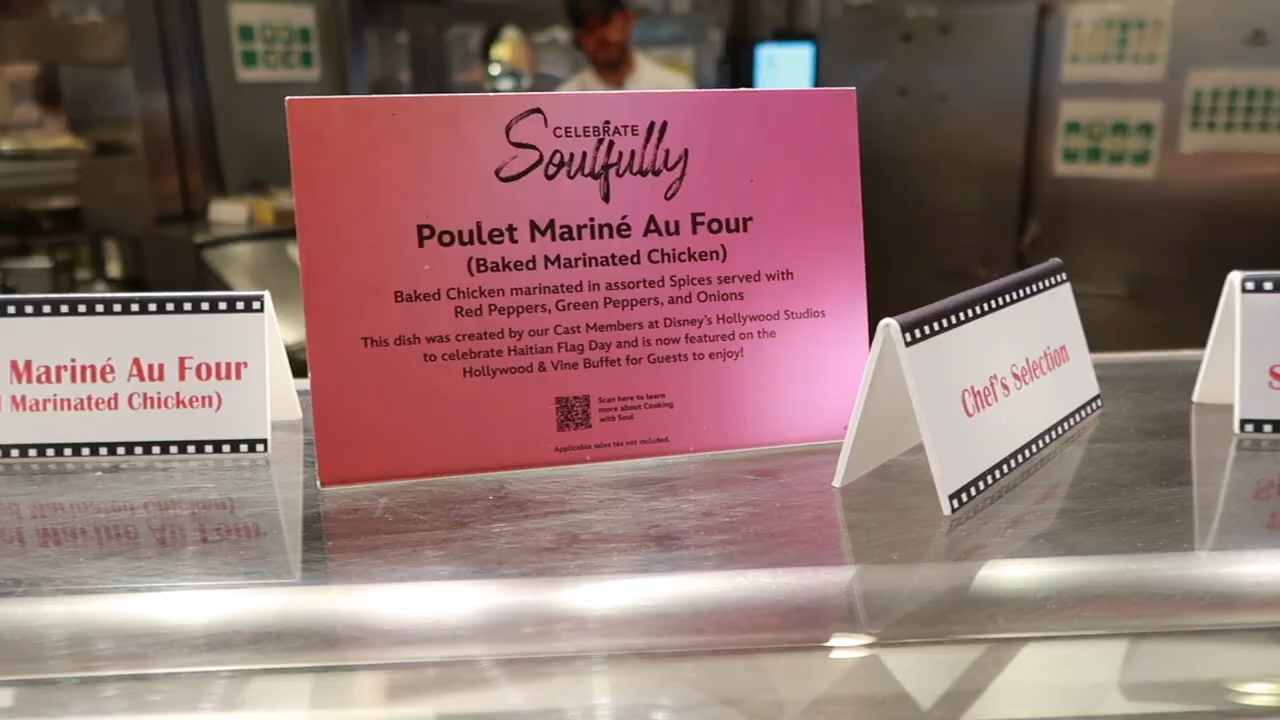 CELEBRATE
Soulfully
Poulet Mariné Au Four
(Baked Marinated Chicken)
Baked Chicken marinated in assorted Spices served with
Red Peppers, Green Peppers, and Onions
This dish was created by our Cast Members at Disney's Hollywood Studios
to celebrate Haitian Flag Day and is now featured on the
Hollywood & Vine Buffet for Guests to enjoy!
Scan here to learn
more about Cooking
with Soul
Applicable sales tax not included.
Mariné Au Four
Marinated Chicken)
Chef's Selection
S